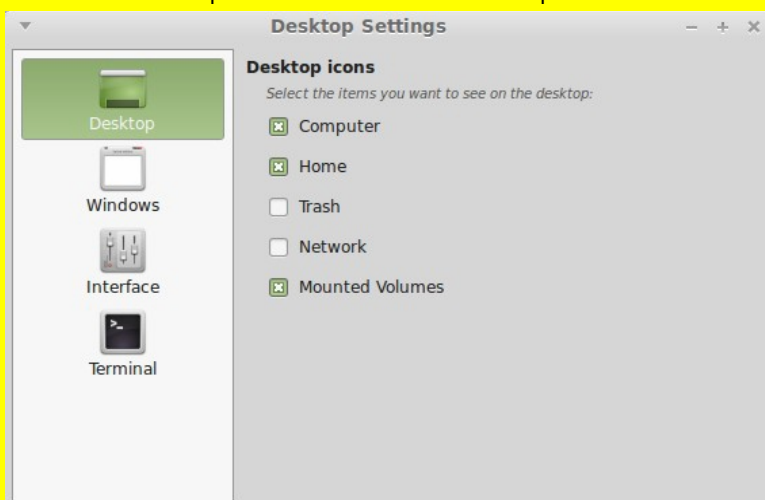 Desktop Settings
Desktop
Windows
Interface
Terminal
Desktop icons
Select the items you want to see on the desktop:
Computer
Home
Trash
Network
Mounted Volumes